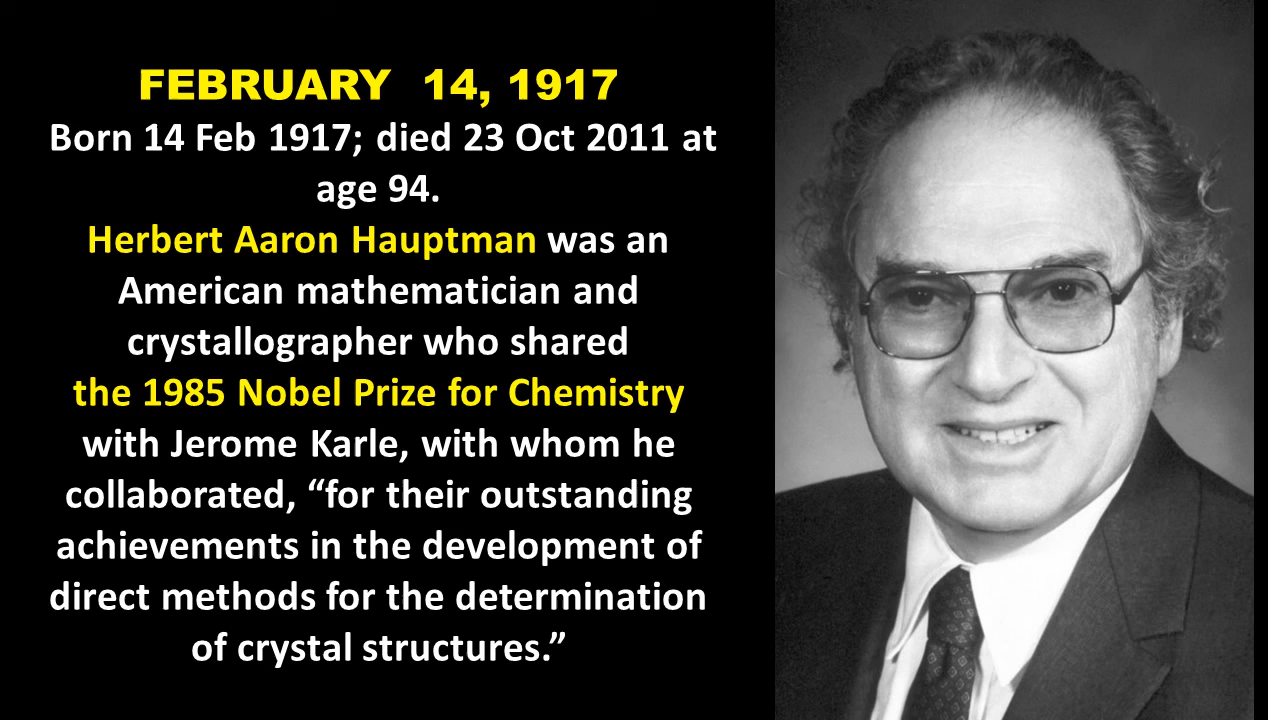 FEBRUARY 14, 1917
Born 14 Feb 1917; died 23 Oct 2011 at
age 94.
Herbert Aaron Hauptman was an
American mathematician and
crystallographer who shared
the 1985 Nobel Prize for Chemistry
with Jerome Karle, with whom he
collaborated, “for their outstanding
achievements in the development of
direct methods for the determination
of crystal structures.”